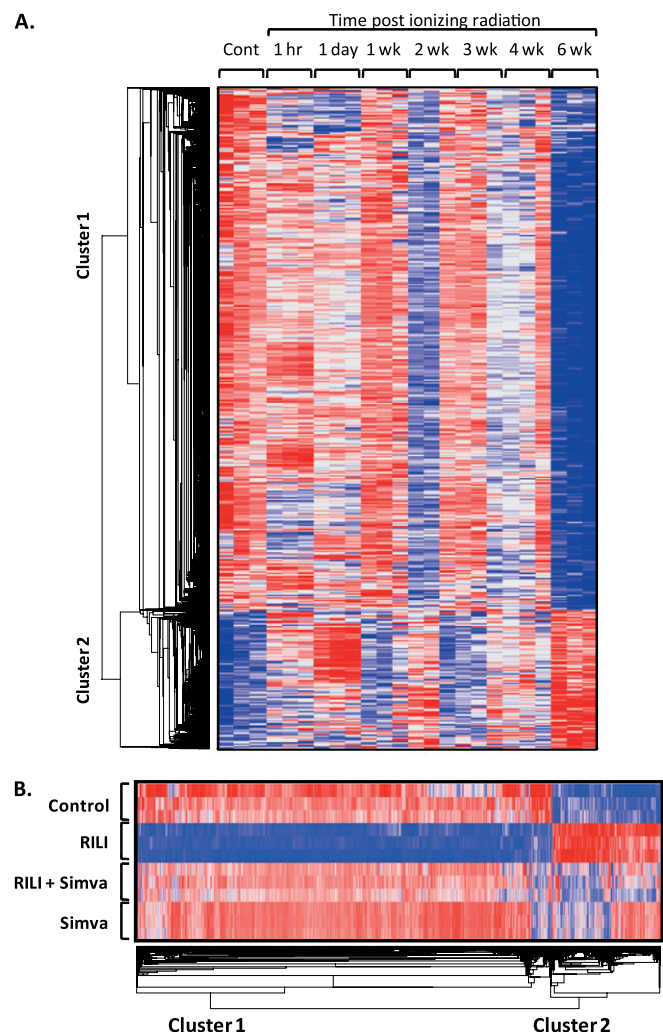 A.
Time post ionizing radiation
Cont 1 hr 1 day 1 wk 2 wk 3 wk 4 wk 6 wk
Cluster 1
Cluster 2
B.
Control
RILI
RILI + Simva
Simva
Cluster 1 Cluster 2